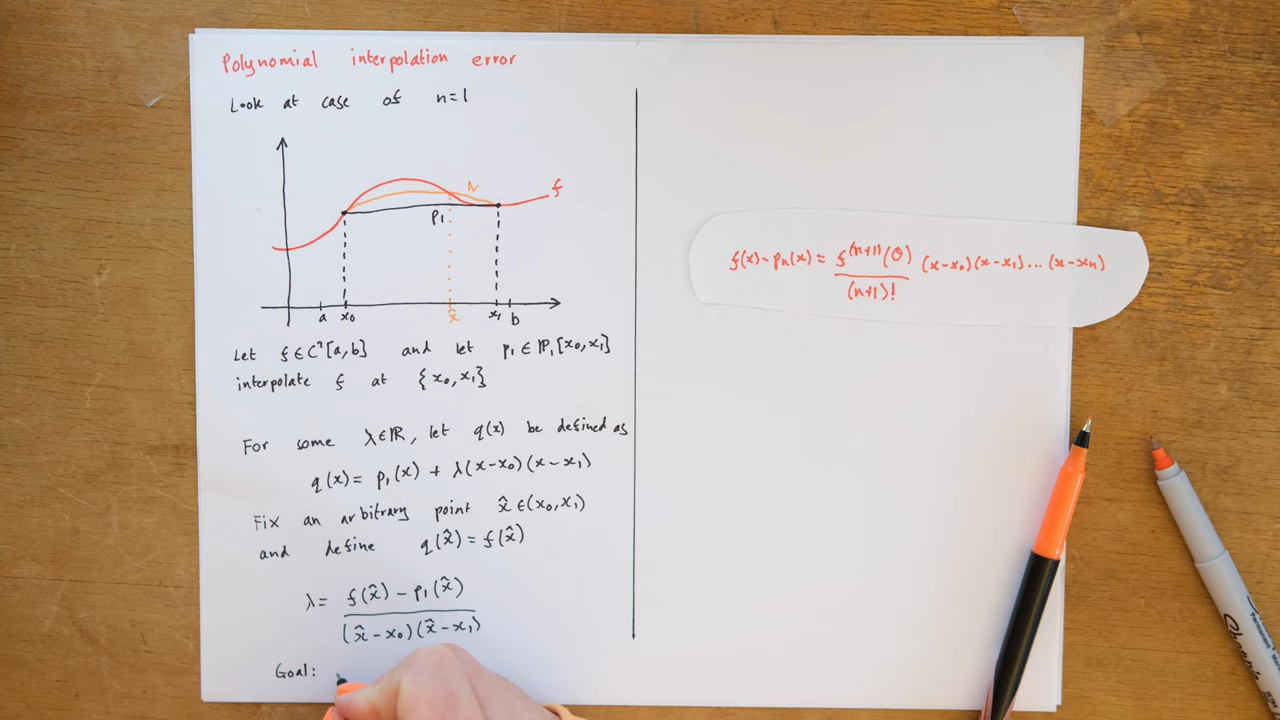 Polynomial interpolation error
Look at case of n=1
f
p₁
a x₀ x̂ x₁ b
Let f∈C²[a,b] and let p₁∈ℙ₁[x₀,x₁]
interpolate f at {x₀,x₁}
For some λ∈ℝ, let q(x) be defined as
q(x) = p₁(x) + λ(x-x₀)(x-x₁)
Fix an arbitrary point x̂∈(x₀,x₁)
and define q(x̂)=f(x̂)
λ = f(x̂) - p₁(x̂)
(x̂-x₀)(x̂-x₁)
Goal:
f(x)-pₙ(x) = f⁽ⁿ⁺¹⁾(θ) (x-x₀)(x-x₁)...(x-xₙ)
(n+1)!
Permanent
Sharpie